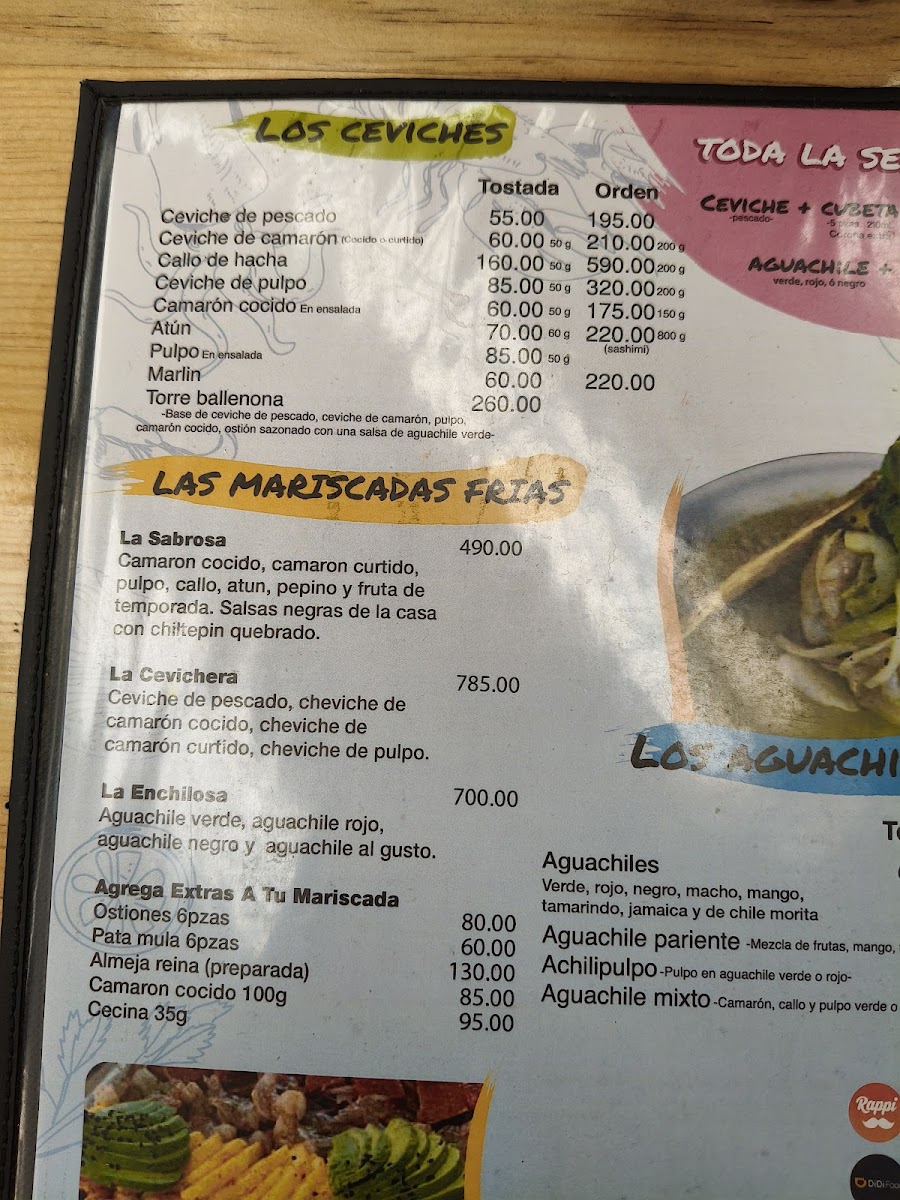 LOS CEVICHES
Tostada Orden
Ceviche de pescado 55.00 195.00
Ceviche de camarón (Cocido o curtido) 60.00 50 g 210.00 200 g
Callo de hacha 160.00 50 g 590.00 200 g
Ceviche de pulpo 85.00 50 g 320.00 200 g
Camarón cocido En ensalada 60.00 50 g 175.00 150 g
Atún 70.00 60 g 220.00 800 g
(sashimi)
Pulpo En ensalada 85.00 50 g
Marlin 60.00 220.00
Torre ballenona 260.00
-Base de ceviche de pescado, ceviche de camarón, pulpo,
camarón cocido, ostión sazonado con una salsa de aguachile verde-
TODA LA SE
CEVICHE + CUBETA
-pescado-
AGUACHILE +
verde, rojo, ó negro
LAS MARISCADAS FRIAS
La Sabrosa 490.00
Camaron cocido, camaron curtido,
pulpo, callo, atun, pepino y fruta de
temporada. Salsas negras de la casa
con chiltepin quebrado.
La Cevichera 785.00
Ceviche de pescado, cheviche de
camarón cocido, cheviche de
camarón curtido, cheviche de pulpo.
La Enchilosa 700.00
Aguachile verde, aguachile rojo,
aguachile negro y aguachile al gusto.
Agrega Extras A Tu Mariscada
Ostiones 6pzas 80.00
Pata mula 6pzas 60.00
Almeja reina (preparada) 130.00
Camaron cocido 100g 85.00
Cecina 35g 95.00
LOS AGUACHI
Aguachiles
Verde, rojo, negro, macho, mango,
tamarindo, jamaica y de chile morita
Aguachile pariente -Mezcla de frutas, mango,
Achilipulpo -Pulpo en aguachile verde o rojo-
Aguachile mixto -Camarón, callo y pulpo verde o
Rappi
DiDi Foo